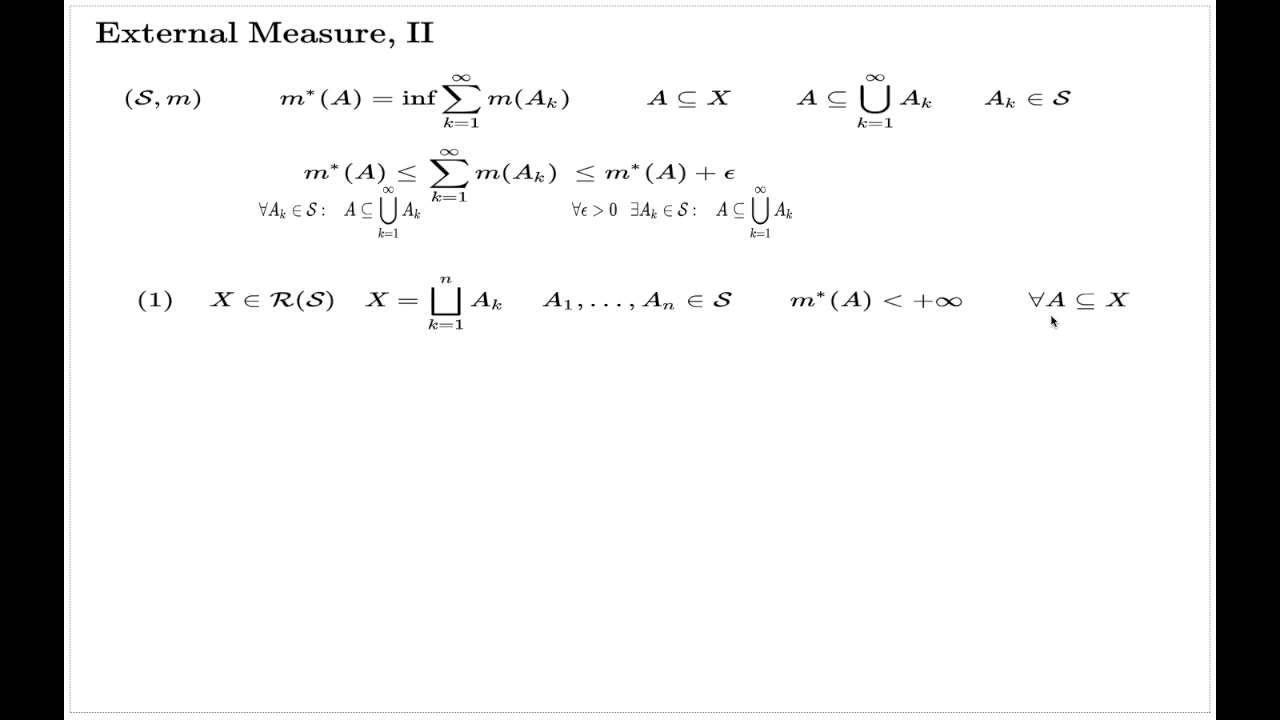 External Measure, II
(𝒮, m) m*(A) = inf ∑_{k=1}^{∞} m(A_k) A ⊆ X A ⊆ ⋃_{k=1}^{∞} A_k A_k ∈ 𝒮
m*(A) ≤ ∑_{k=1}^{∞} m(A_k) ≤ m*(A) + ϵ
∀A_k ∈ 𝒮 : A ⊆ ⋃_{k=1}^{∞} A_k ∀ϵ > 0 ∃A_k ∈ 𝒮 : A ⊆ ⋃_{k=1}^{∞} A_k
(1) X ∈ ℛ(𝒮) X = ⨆_{k=1}^{n} A_k A_1, . . . , A_n ∈ 𝒮 m*(A) < +∞ ∀A ⊆ X